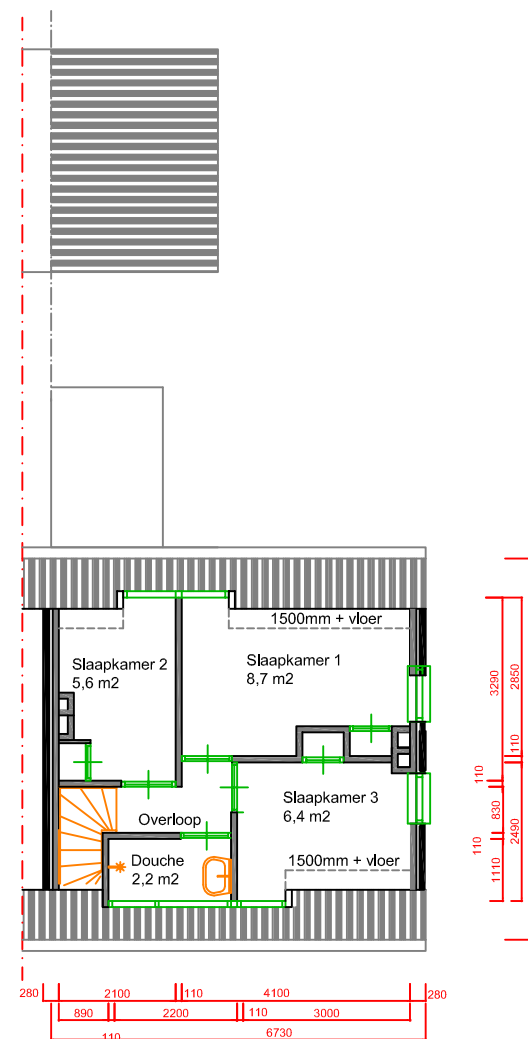 1500mm + vloer
Slaapkamer 2
5,6 m2
Slaapkamer 1
8,7 m2
3290
2850
110
Slaapkamer 3
6,4 m2
Overloop
110
830
2490
Douche
2,2 m2
1500mm + vloer
110
1110
280
2100
110
4100
280
890
2200
110
3000
110
6730